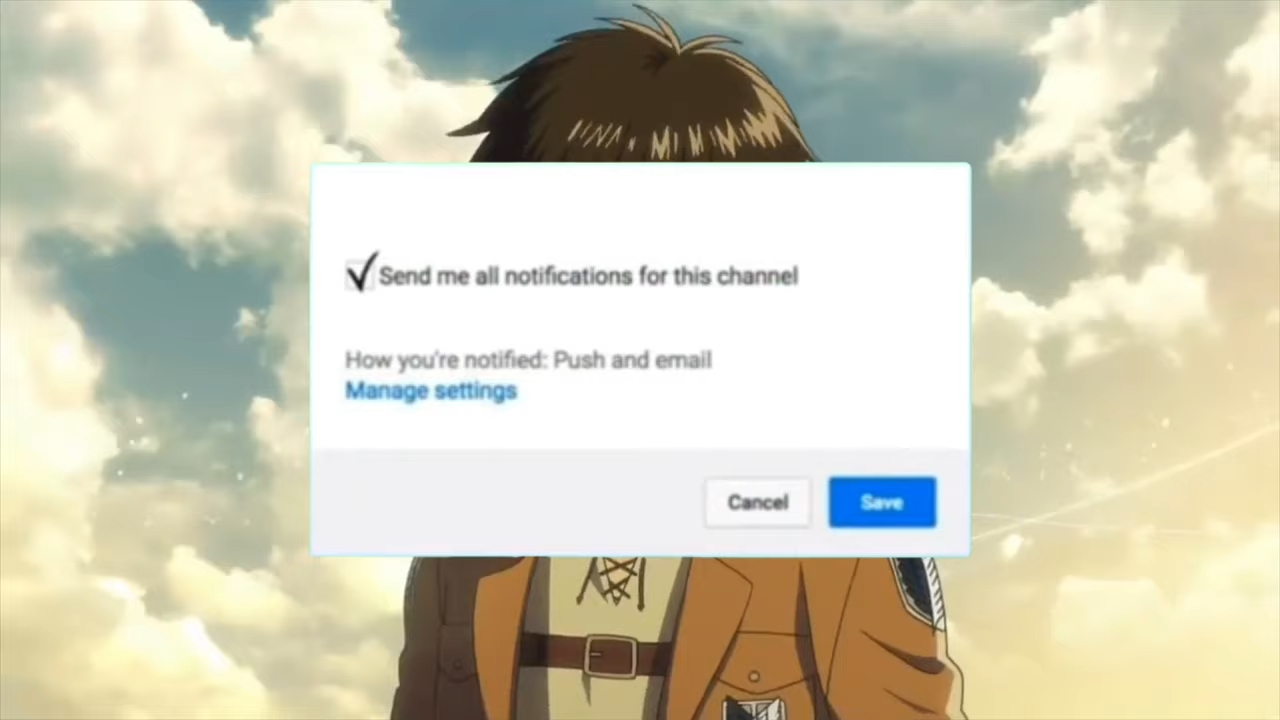 Send me all notifications for this channel
How you're notified: Push and email
Manage settings
Cancel
Save